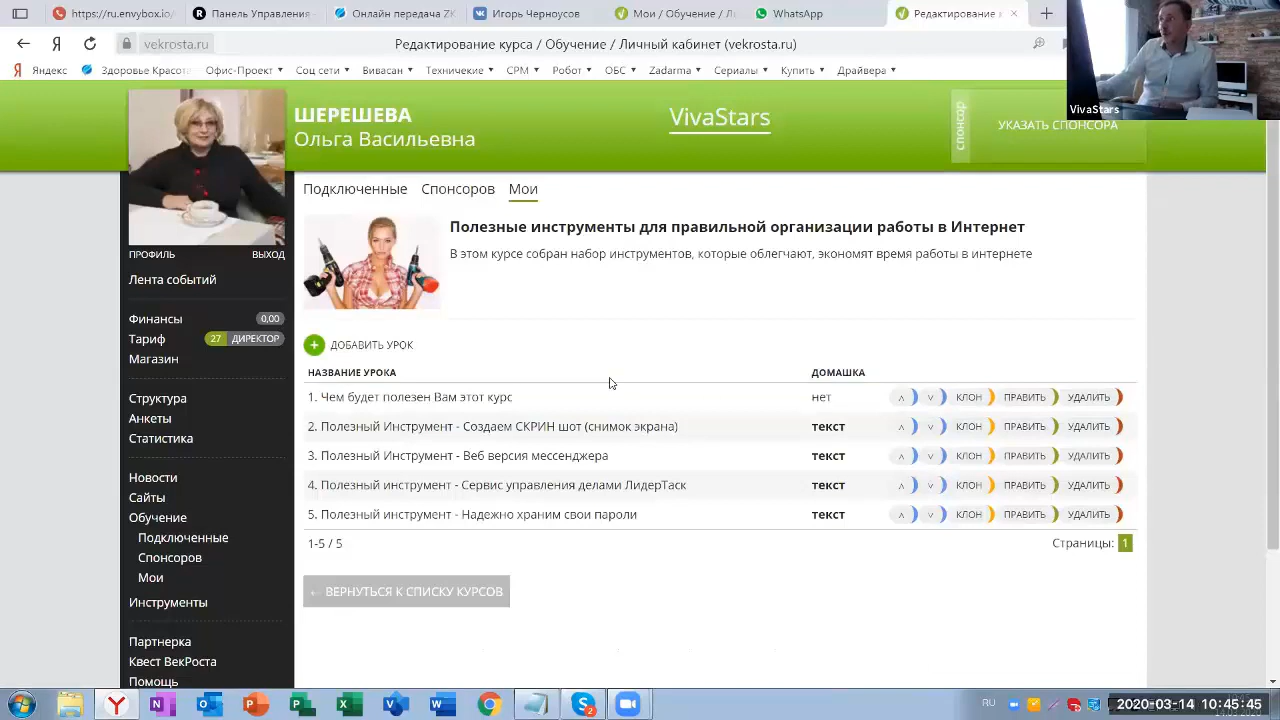 https://ru.envybox.io/
Панель Управления
Онлайн передача ZK
Игорь Черноусов
Мои / Обучение / Л
WhatsApp
Редактирование к
vekrosta.ru
Редактирование курса / Обучение / Личный кабинет (vekrosta.ru)
Яндекс
Здоровье Красота
Офис-Проект
Соц сети
Вивасан
Технические
CPM
Бот
ОБС
Zadarma
Сериалы
Купить
Драйвера
VivaStars
ШЕРЕШЕВА
Ольга Васильевна
VivaStars
спонсор
УКАЗАТЬ СПОНСОРА
Подключенные Спонсоров Мои
Полезные инструменты для правильной организации работы в Интернет
В этом курсе собран набор инструментов, которые облегчают, экономят время работы в интернете
ПРОФИЛЬ ВЫХОД
Лента событий
Финансы 0,00
Тариф 27 ДИРЕКТОР
Магазин
Структура
Анкеты
Статистика
Новости
Сайты
Обучение
Подключенные
Спонсоров
Мои
Инструменты
Партнерка
Квест ВекРоста
Помощь
+ ДОБАВИТЬ УРОК
НАЗВАНИЕ УРОКА ДОМАШКА
1. Чем будет полезен Вам этот курс нет КЛОН ПРАВИТЬ УДАЛИТЬ
2. Полезный Инструмент - Создаем СКРИН шот (снимок экрана) текст КЛОН ПРАВИТЬ УДАЛИТЬ
3. Полезный Инструмент - Веб версия мессенджера текст КЛОН ПРАВИТЬ УДАЛИТЬ
4. Полезный инструмент - Сервис управления делами ЛидерТаск текст КЛОН ПРАВИТЬ УДАЛИТЬ
5. Полезный инструмент - Надежно храним свои пароли текст КЛОН ПРАВИТЬ УДАЛИТЬ
1-5 / 5 Страницы: 1
← ВЕРНУТЬСЯ К СПИСКУ КУРСОВ
RU
2020-03-14 10:45:45